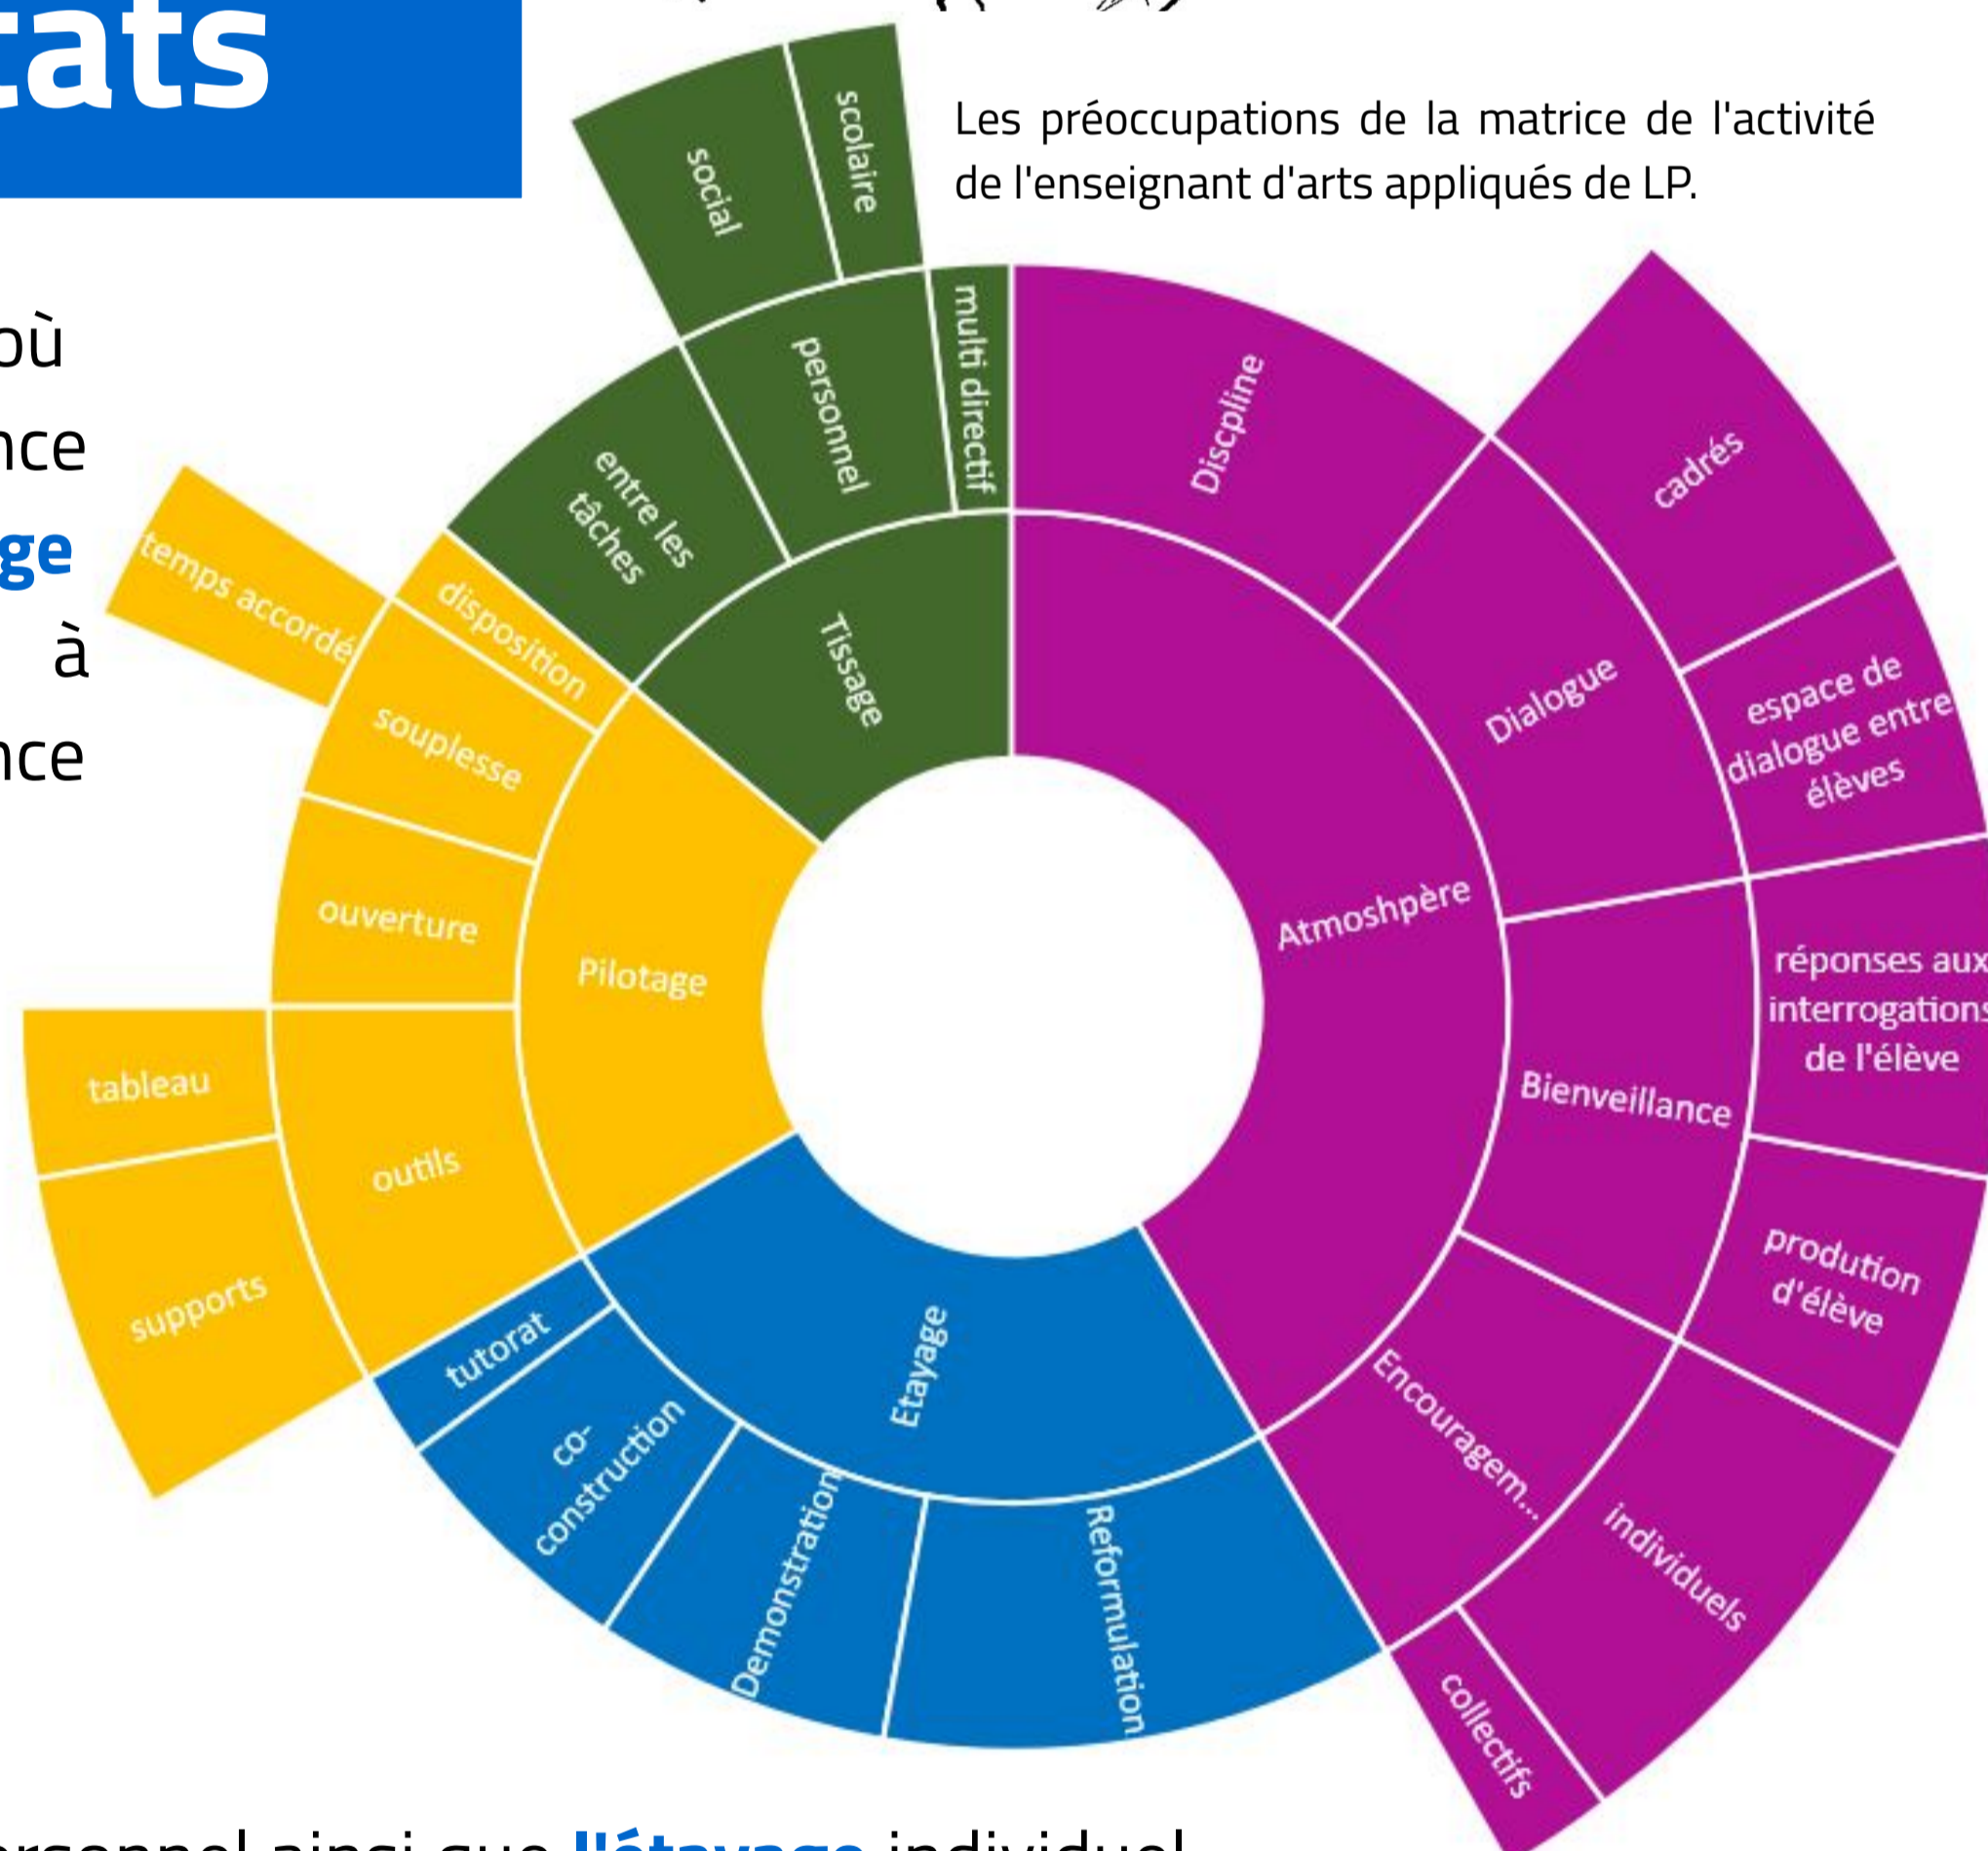 tats
Les préoccupations de la matrice de l'activité
de l'enseignant d'arts appliqués de LP.
où
nce
ge
à
nce
social
scolaire
personnel
multi directif
entre les
tâches
Tissage
Discpline
Dialogue
cadrés
espace de
dialogue entre
élèves
Atmoshpère
Bienveillance
réponses aux
interrogations
de l'élève
prodution
d'élève
Encouragem...
individuels
collectifs
temps accordé
disposition
souplesse
ouverture
Pilotage
outils
tableau
supports
Etayage
tutorat
co-
construction
Demonstration
Reformulation
ersonnel ainsi que l'étayage individuel